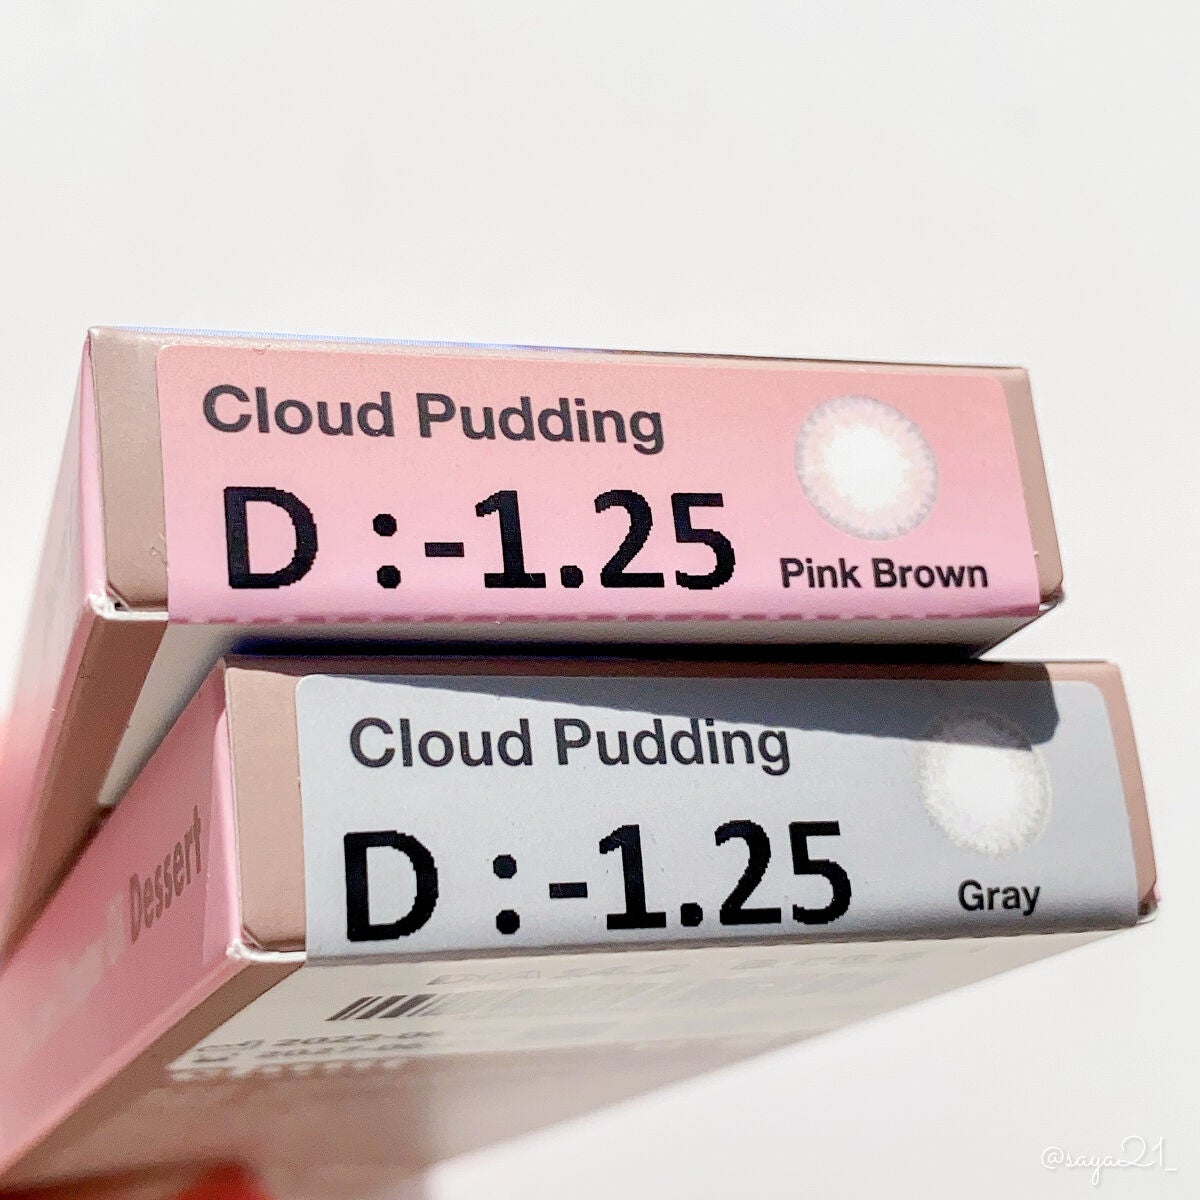 Cloud Pudding
D :-1.25
Pink Brown
Cloud Pudding
D :-1.25
Gray
Dessert
@saya21_